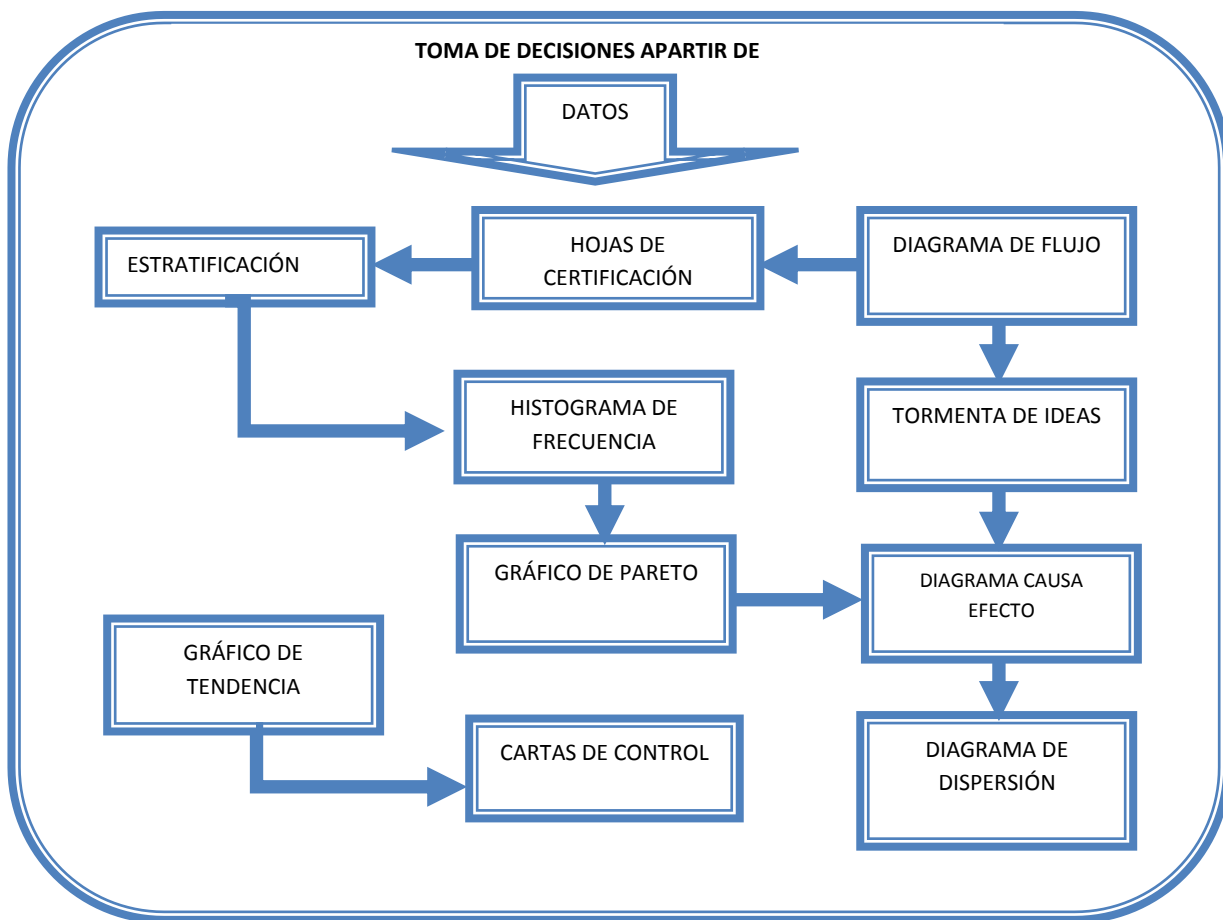 TOMA DE DECISIONES APARTIR DE
DATOS
ESTRATIFICACIÓN
HOJAS DE
CERTIFICACIÓN
DIAGRAMA DE FLUJO
HISTOGRAMA DE
FRECUENCIA
TORMENTA DE IDEAS
GRÁFICO DE PARETO
DIAGRAMA CAUSA
EFECTO
GRÁFICO DE
TENDENCIA
CARTAS DE CONTROL
DIAGRAMA DE
DISPERSIÓN